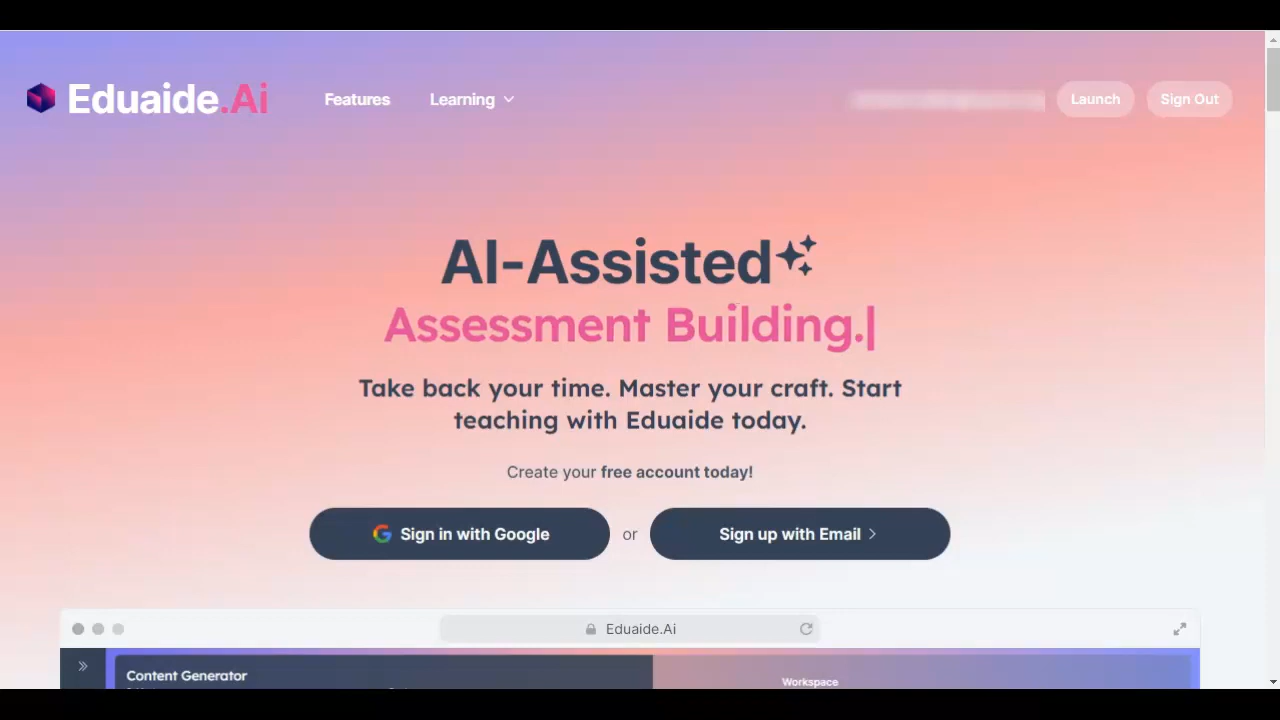 Eduaide.Ai
Features
Learning
Launch
Sign Out
AI-Assisted
Assessment Building.
Take back your time. Master your craft. Start
teaching with Eduaide today.
Create your free account today!
Sign in with Google
or
Sign up with Email
Eduaide.Ai
Content Generator
Workspace